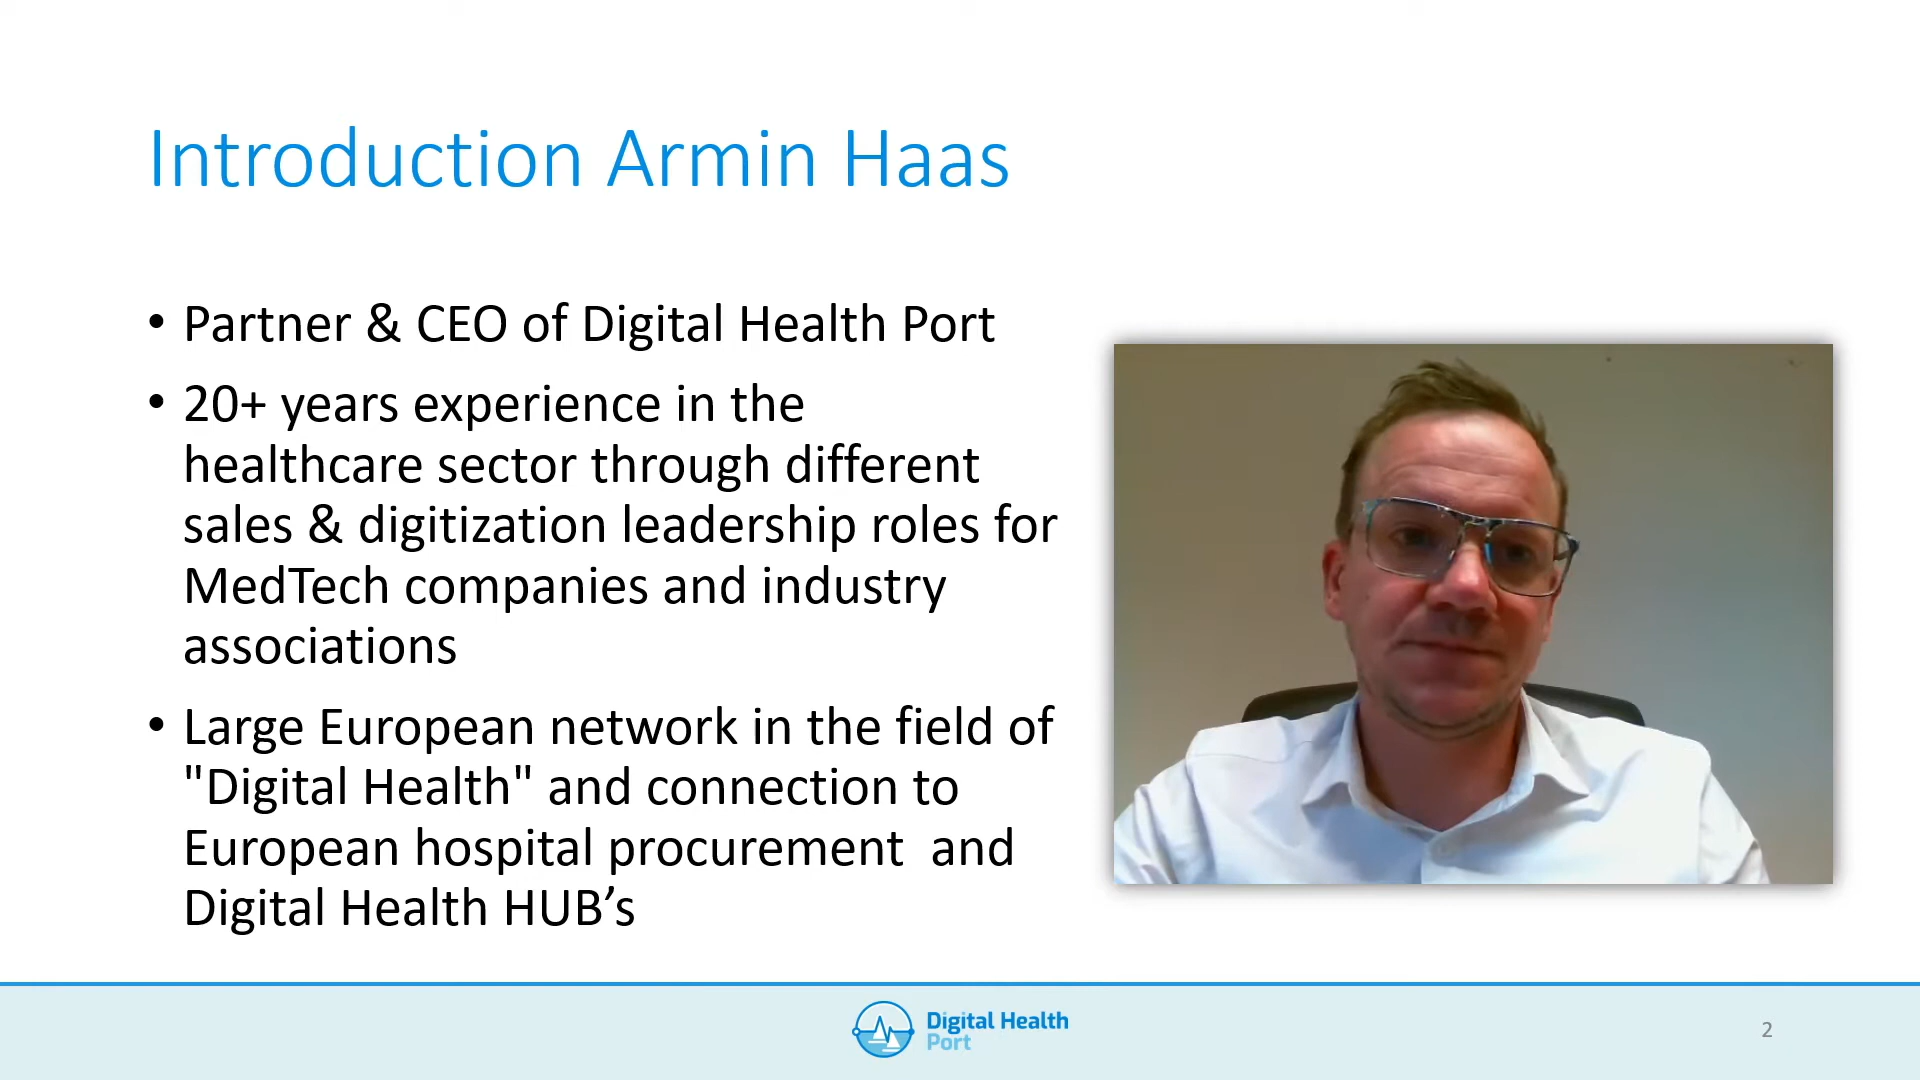 Introduction Armin Haas
• Partner & CEO of Digital Health Port
• 20+ years experience in the
healthcare sector through different
sales & digitization leadership roles for
MedTech companies and industry
associations
• Large European network in the field of
"Digital Health" and connection to
European hospital procurement  and
Digital Health HUB’s
Digital Health
Port
2